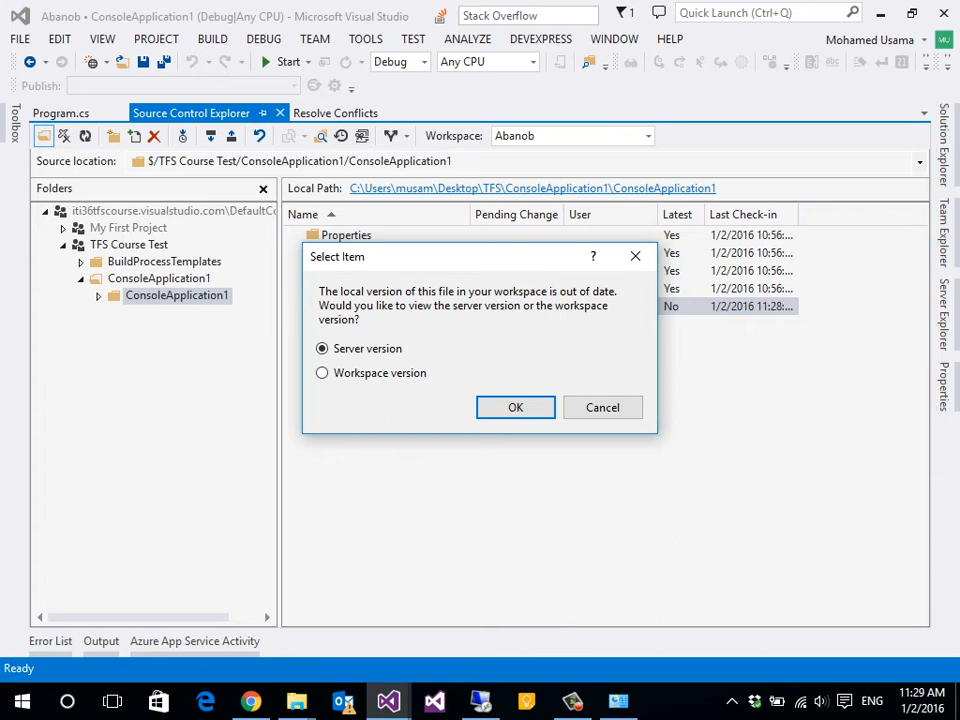 Abanob • ConsoleApplication1 (Debug|Any CPU) - Microsoft Visual Studio
Stack Overflow
1
Quick Launch (Ctrl+Q)
FILE EDIT VIEW PROJECT BUILD DEBUG TEAM TOOLS TEST ANALYZE DEVEXPRESS WINDOW HELP
Mohamed Usama
MU
Start Debug Any CPU
Publish:
Toolbox
Program.cs Source Control Explorer Resolve Conflicts
Workspace: Abanob
Source location: $/TFS Course Test/ConsoleApplication1/ConsoleApplication1
Folders
Local Path: C:\Users\musam\Desktop\TFS\ConsoleApplication1\ConsoleApplication1
iti36tfscourse.visualstudio.com\DefaultCo
My First Project
TFS Course Test
BuildProcessTemplates
ConsoleApplication1
ConsoleApplication1
Name Pending Change User Latest Last Check-in
Properties Yes 1/2/2016 10:56:...
Yes 1/2/2016 10:56:...
Yes 1/2/2016 10:56:...
Yes 1/2/2016 10:56:...
No 1/2/2016 11:28:...
Select Item
?
The local version of this file in your workspace is out of date.
Would you like to view the server version or the workspace
version?
Server version
Workspace version
OK Cancel
Solution Explorer
Team Explorer
Server Explorer
Properties
Error List Output Azure App Service Activity
Ready
ENG
11:29 AM
1/2/2016